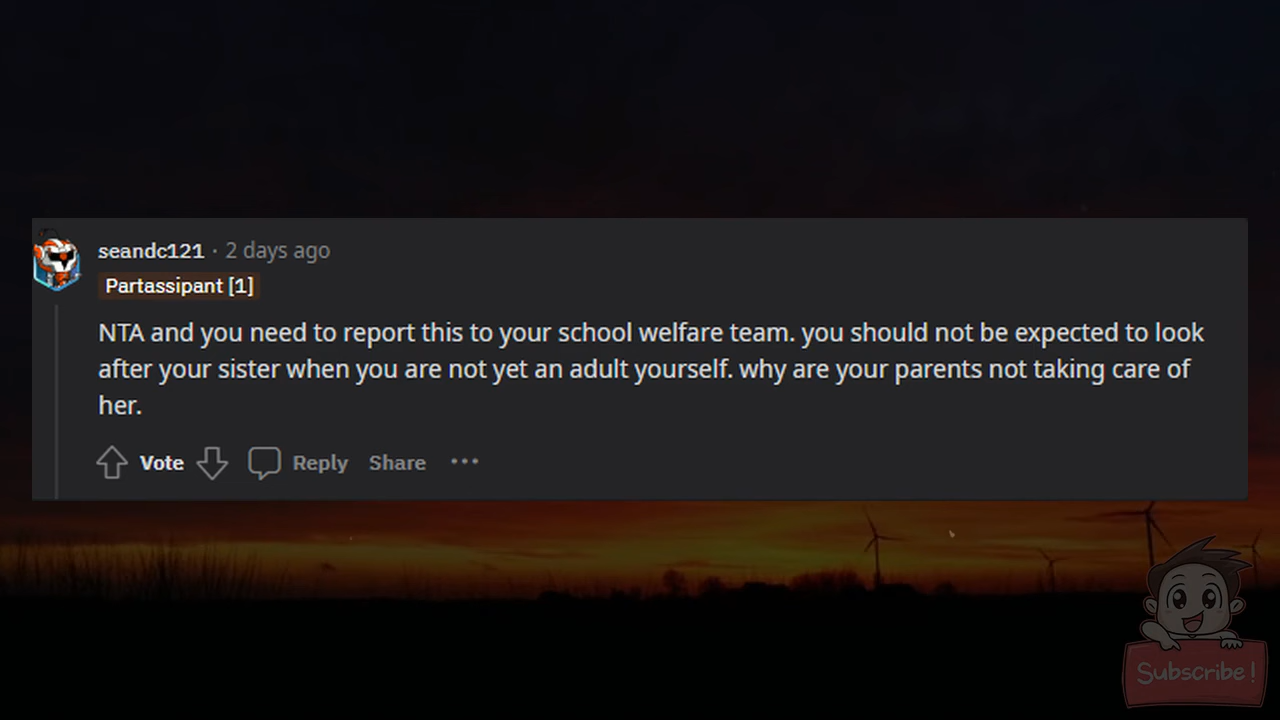 seandc121 · 2 days ago
Partassipant [1]
NTA and you need to report this to your school welfare team. you should not be expected to look
after your sister when you are not yet an adult yourself. why are your parents not taking care of
her.
Vote Reply Share ···
Subscribe!